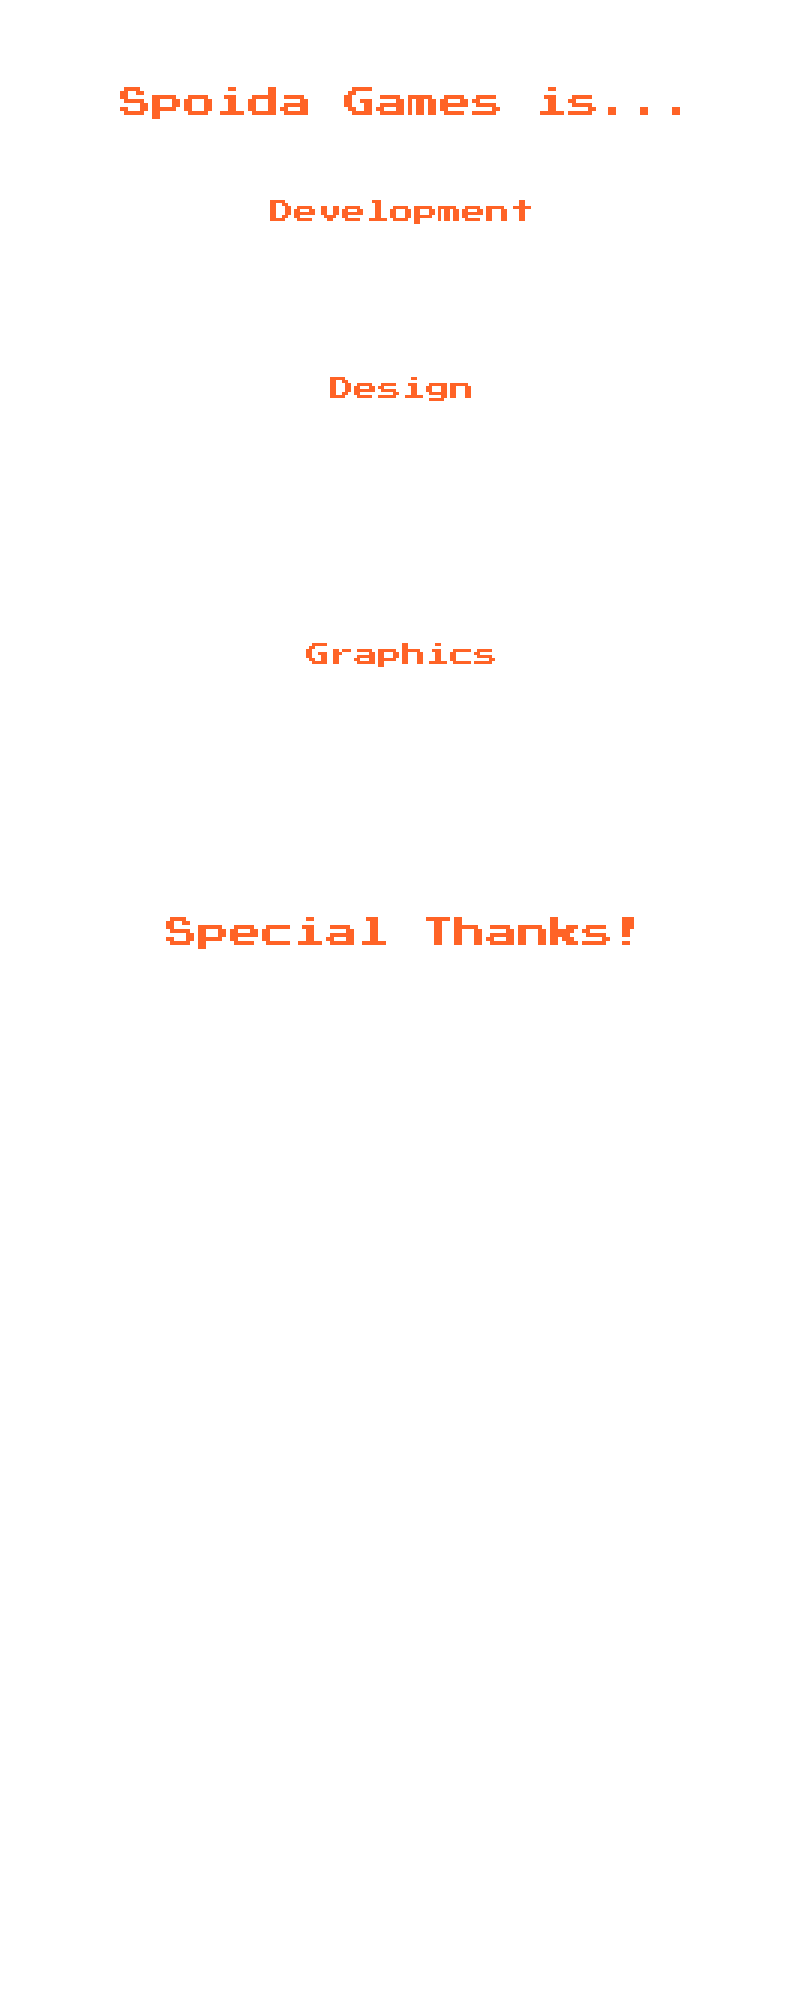 Spoida Games is...
Development
Design
Graphics
Special Thanks!